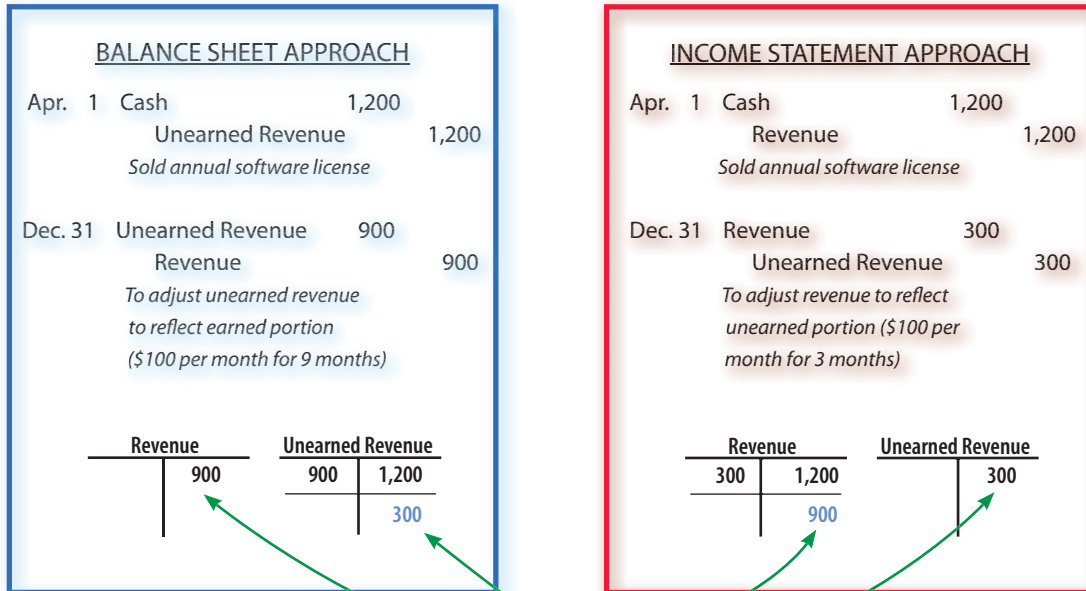 BALANCE SHEET APPROACH
Apr. 1 Cash 1,200
Unearned Revenue 1,200
Sold annual software license
Dec. 31 Unearned Revenue 900
Revenue 900
To adjust unearned revenue
to reflect earned portion
($100 per month for 9 months)
Revenue Unearned Revenue
900 900 1,200
300
INCOME STATEMENT APPROACH
Apr. 1 Cash 1,200
Revenue 1,200
Sold annual software license
Dec. 31 Revenue 300
Unearned Revenue 300
To adjust revenue to reflect
unearned portion ($100 per
month for 3 months)
Revenue Unearned Revenue
300 1,200 300
900